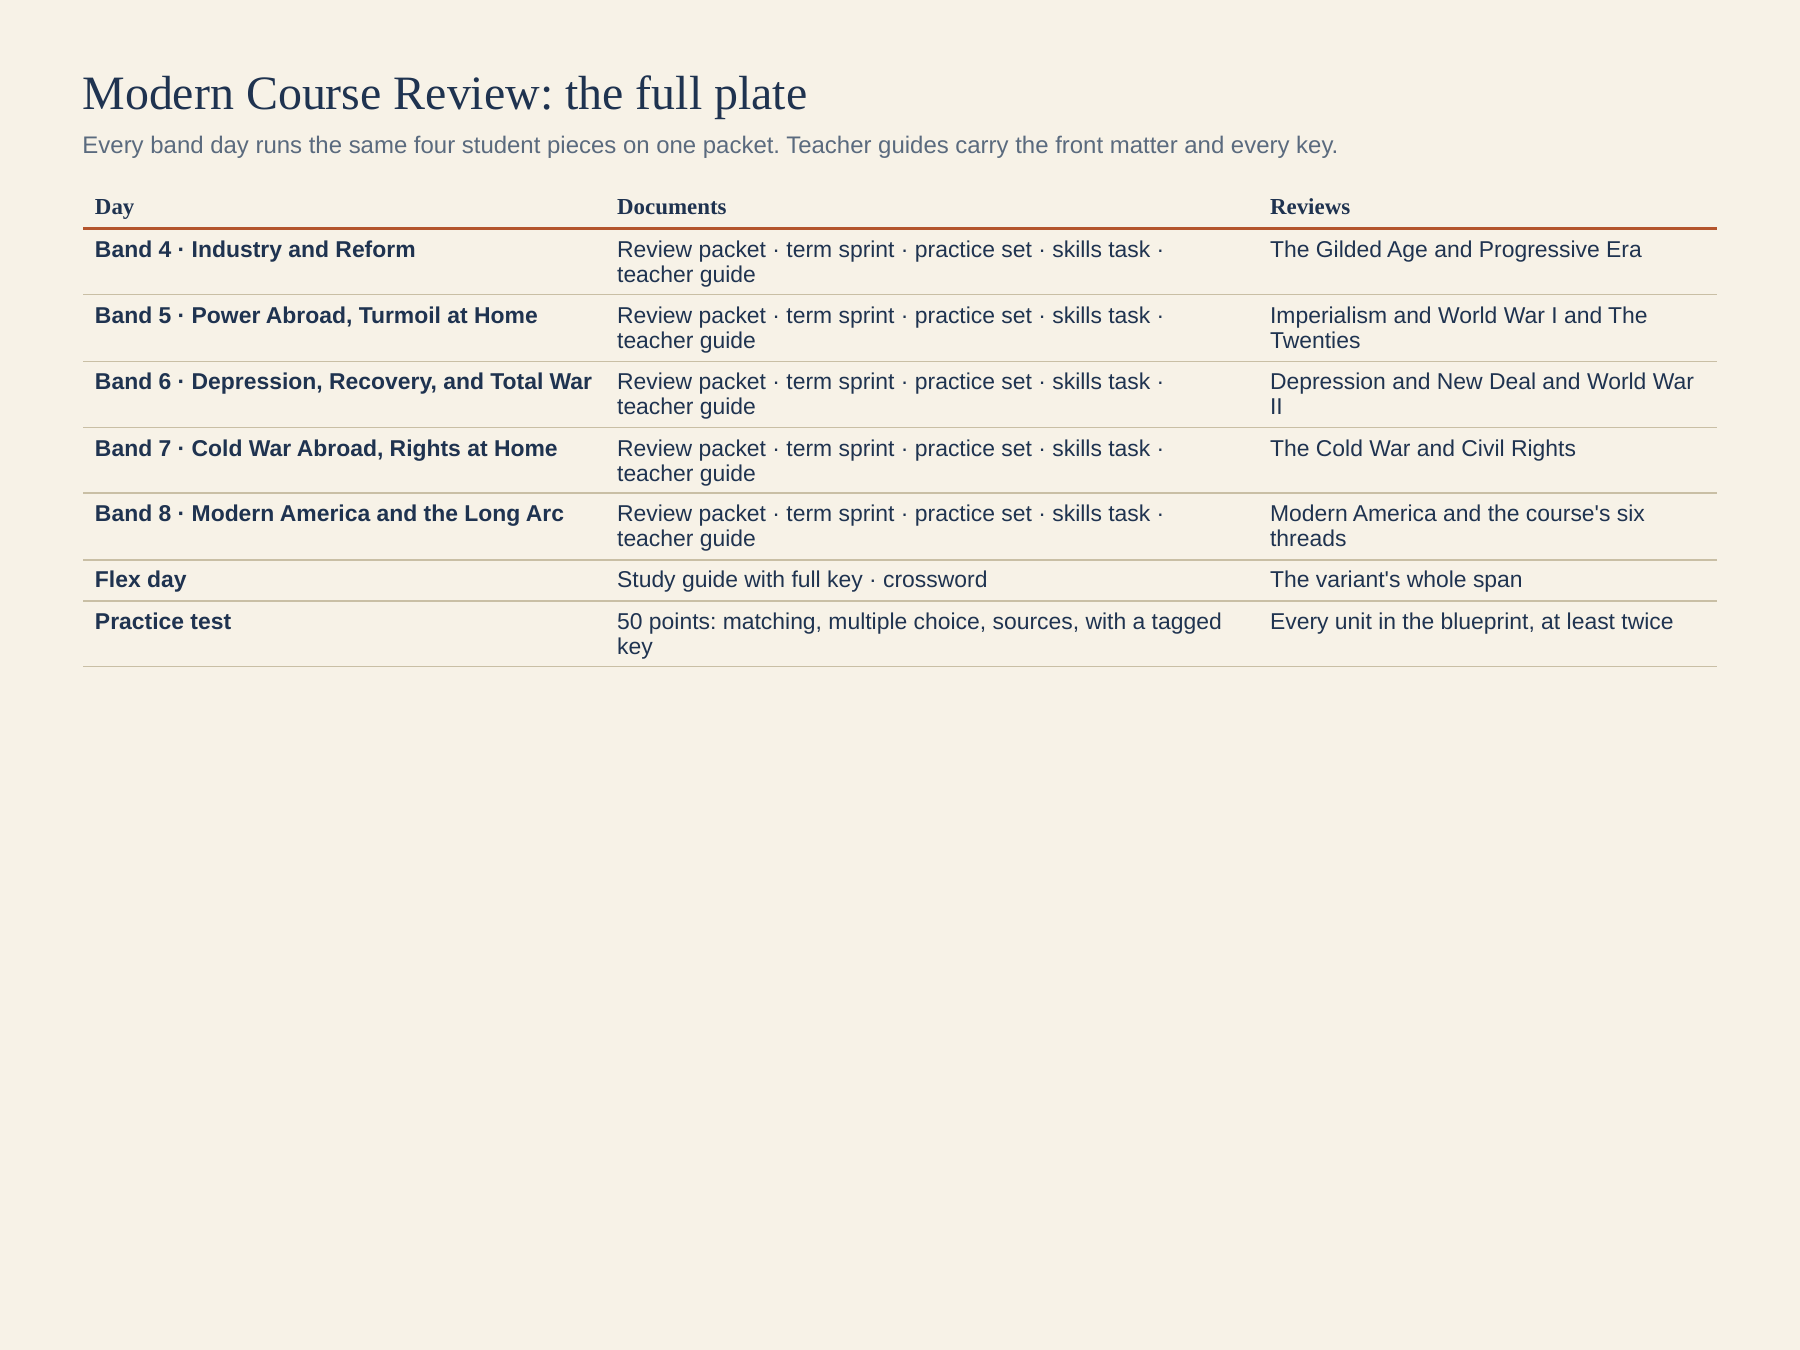 Modern Course Review: the full plate
Every band day runs the same four student pieces on one packet. Teacher guides carry the front matter and every key.
Day Documents Reviews
Band 4 · Industry and Reform Review packet · term sprint · practice set · skills task · The Gilded Age and Progressive Era
teacher guide
Band 5 · Power Abroad, Turmoil at Home Review packet · term sprint · practice set · skills task · Imperialism and World War I and The
teacher guide Twenties
Band 6 · Depression, Recovery, and Total War Review packet · term sprint · practice set · skills task · Depression and New Deal and World War
teacher guide II
Band 7 · Cold War Abroad, Rights at Home Review packet · term sprint · practice set · skills task · The Cold War and Civil Rights
teacher guide
Band 8 · Modern America and the Long Arc Review packet · term sprint · practice set · skills task · Modern America and the course's six
teacher guide threads
Flex day Study guide with full key · crossword The variant's whole span
Practice test 50 points: matching, multiple choice, sources, with a tagged Every unit in the blueprint, at least twice
key